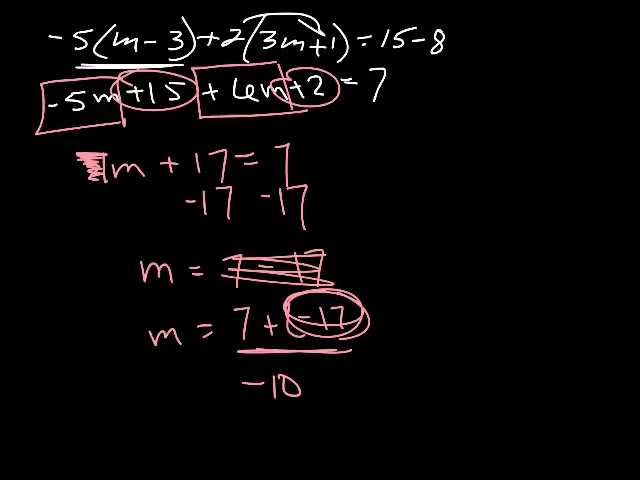 -5(m-3)+2(3m+1)=15-8
-5m+15+6m+2=7
1m+17=7
-17 -17
m=
m=7+(-17
-10